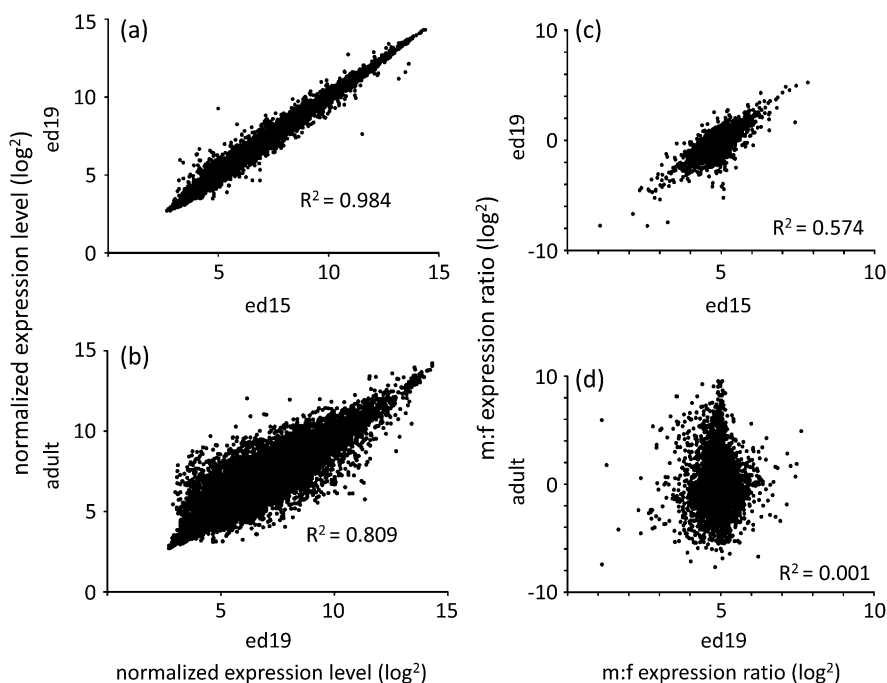 (a)
15
10
5
0
5
10
15
ed19
ed15
R² = 0.984
(b)
15
10
5
0
5
10
15
adult
ed19
R² = 0.809
normalized expression level (log²)
normalized expression level (log²)
(c)
10
0
-10
5
10
ed19
ed15
R² = 0.574
(d)
10
0
-10
0
5
10
adult
ed19
R² = 0.001
m:f expression ratio (log²)
m:f expression ratio (log²)